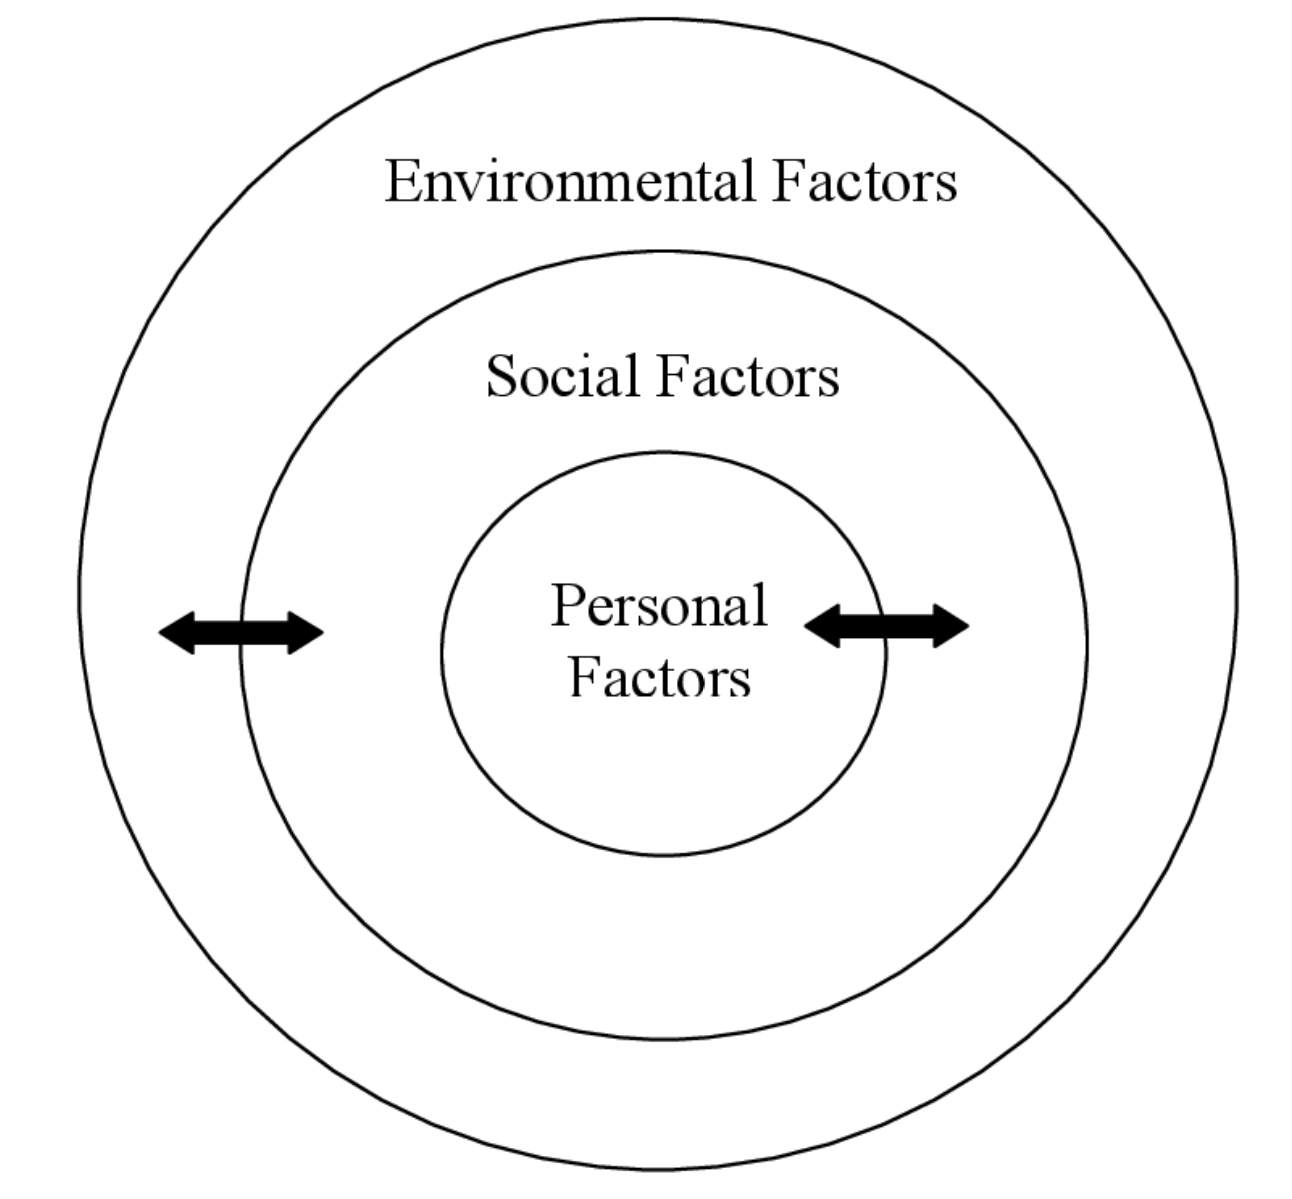 Environmental Factors
Social Factors
Personal
Factors